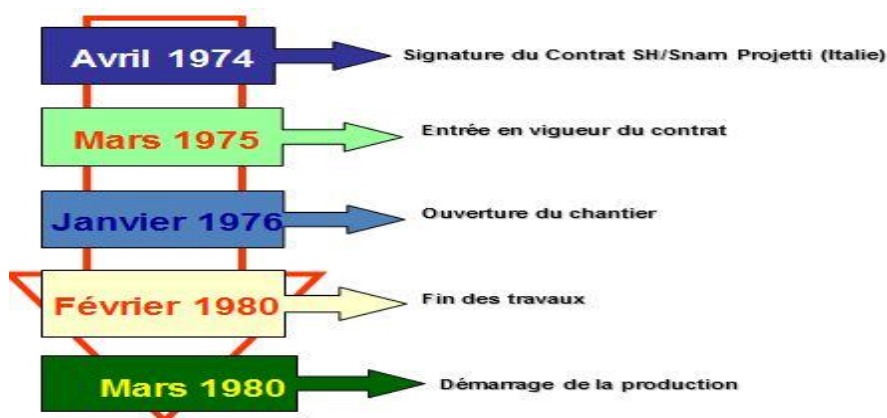 Avril 1974 Signature du Contrat SH/Snam Projetti (Italie)
Mars 1975 Entrée en vigueur du contrat
Janvier 1976 Ouverture du chantier
Février 1980 Fin des travaux
Mars 1980 Démarrage de la production